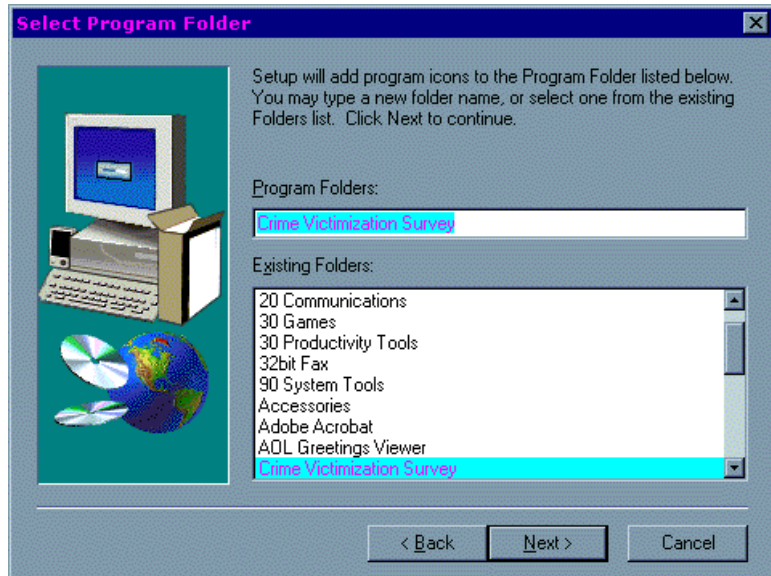 Select Program Folder
Setup will add program icons to the Program Folder listed below.
You may type a new folder name, or select one from the existing
Folders list. Click Next to continue.
Program Folders:
Crime Victimization Survey
Existing Folders:
20 Communications
30 Games
30 Productivity Tools
32bit Fax
90 System Tools
Accessories
Adobe Acrobat
AOL Greetings Viewer
Crime Victimization Survey
< Back
Next >
Cancel